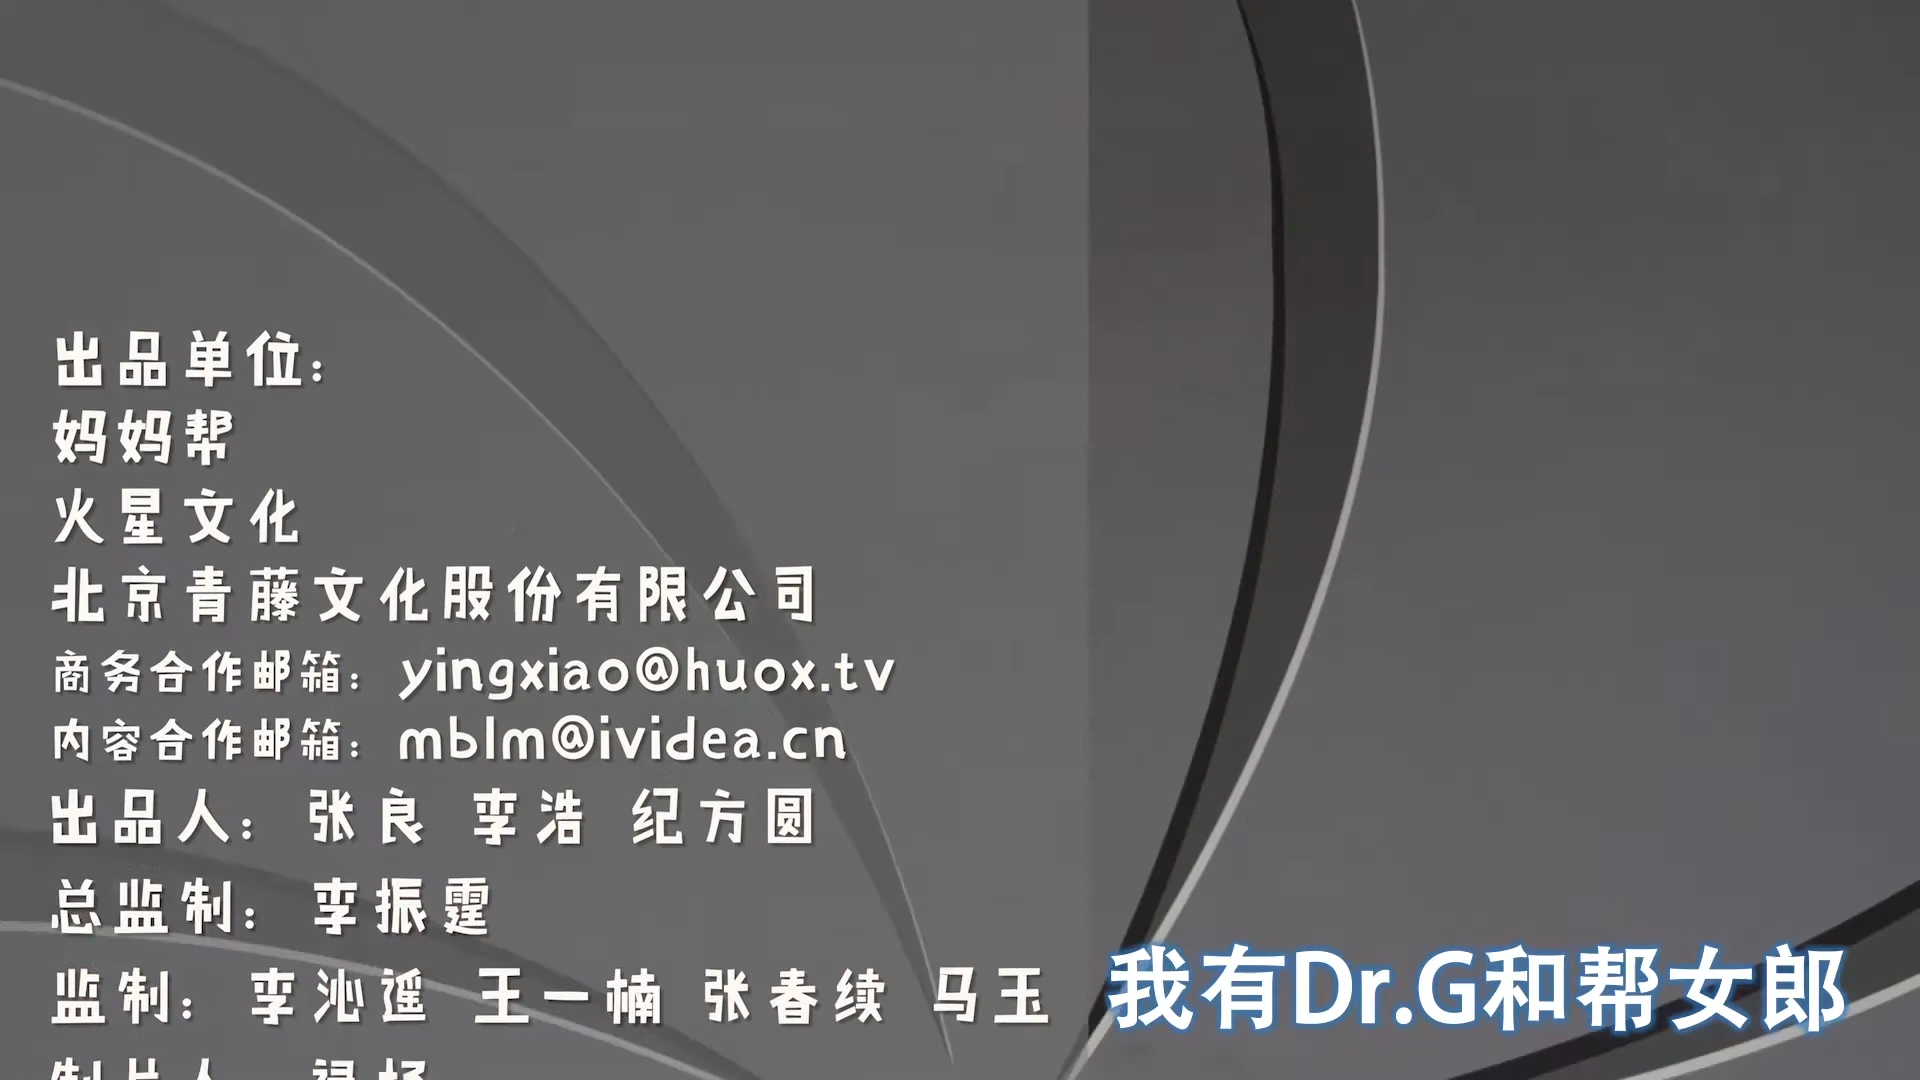 出品单位：
妈妈帮
火星文化
北京青藤文化股份有限公司
商务合作邮箱：yingxiao@huox.tv
内容合作邮箱：mblm@ividea.cn
出品人：张良 李浩 纪方圆
总监制：李振霆
监制：李沁遥 王一楠 张春续 马玉
我有Dr.G和帮女郎
制片人